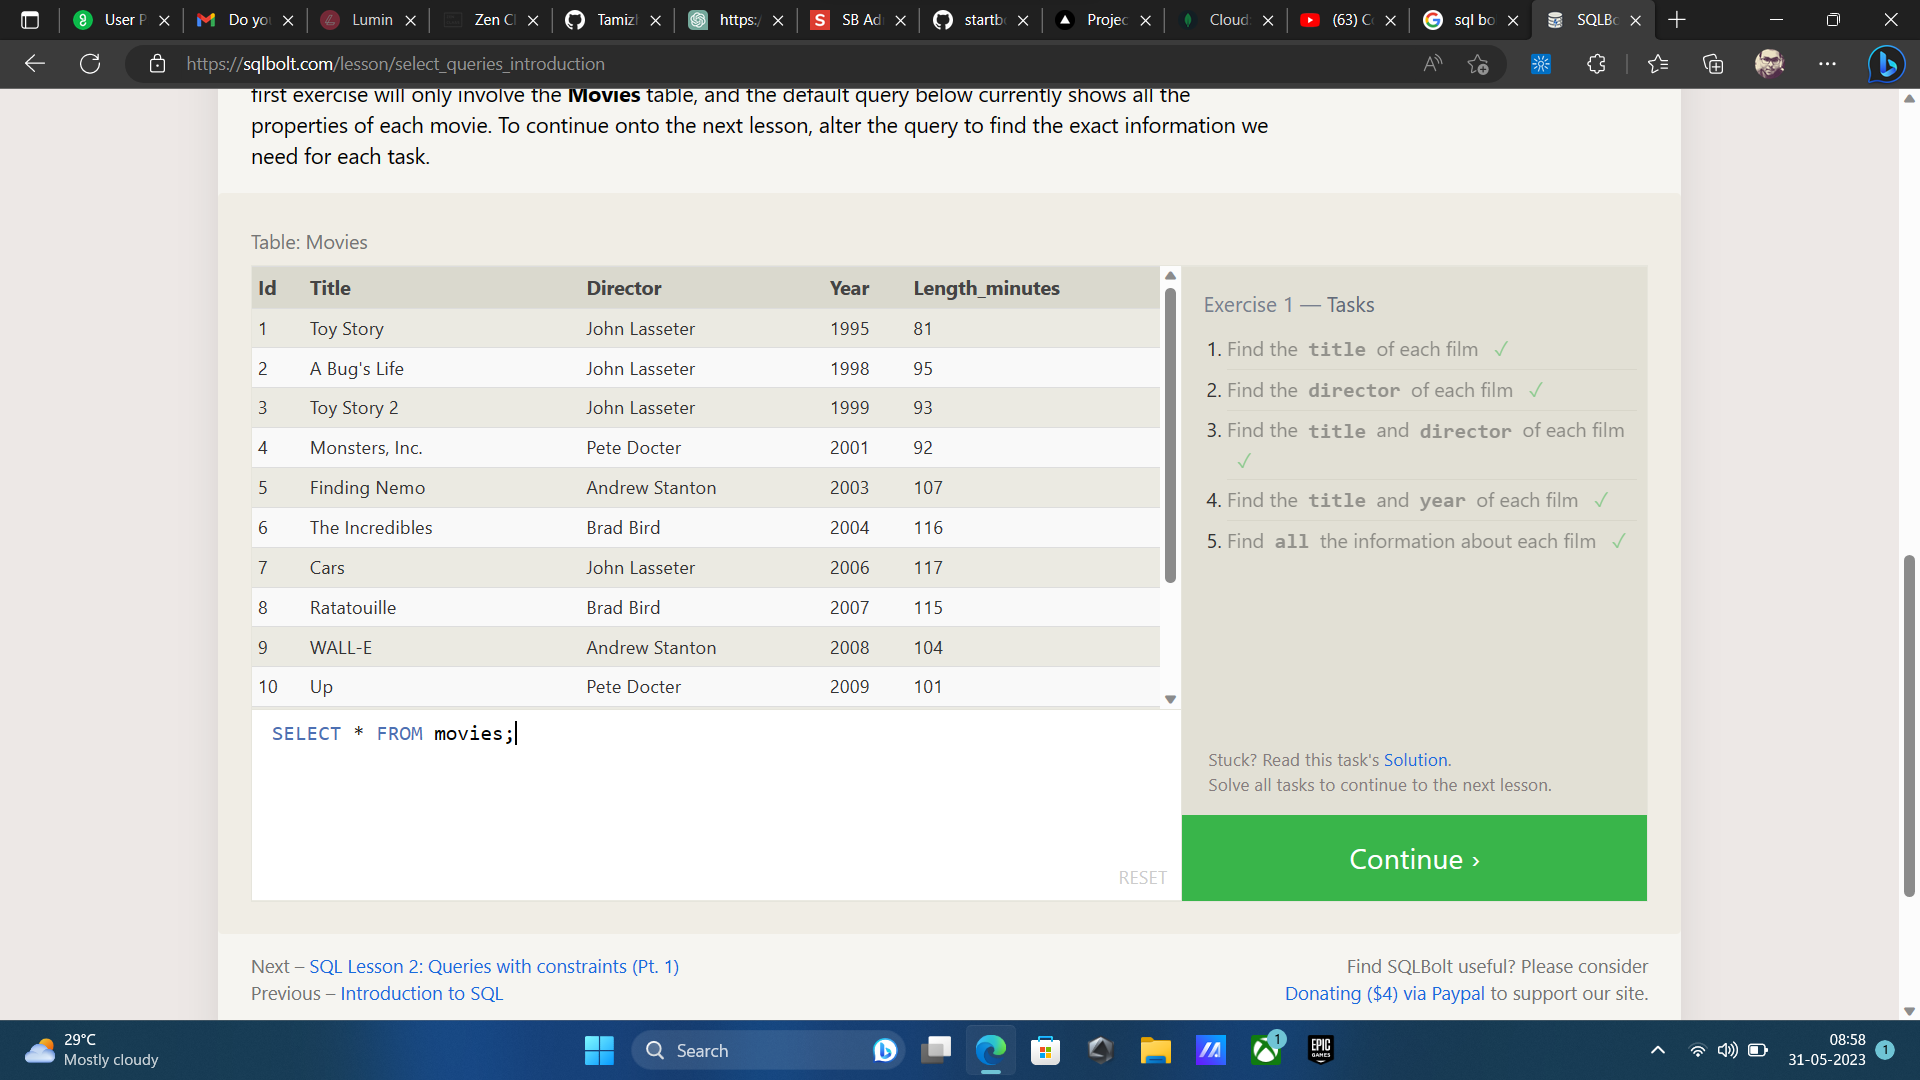 User P
Do you
Lumin
Zen Cl
Tamizh
https:/
SB Adr
startbo
Projec
Cloud:
(63) Co
sql bo
SQLBo
https://sqlbolt.com/lesson/select_queries_introduction
first exercise will only involve the Movies table, and the default query below currently shows all the
properties of each movie. To continue onto the next lesson, alter the query to find the exact information we
need for each task.
Table: Movies
Id Title Director Year Length_minutes
1 Toy Story John Lasseter 1995 81
2 A Bug's Life John Lasseter 1998 95
3 Toy Story 2 John Lasseter 1999 93
4 Monsters, Inc. Pete Docter 2001 92
5 Finding Nemo Andrew Stanton 2003 107
6 The Incredibles Brad Bird 2004 116
7 Cars John Lasseter 2006 117
8 Ratatouille Brad Bird 2007 115
9 WALL-E Andrew Stanton 2008 104
10 Up Pete Docter 2009 101
SELECT * FROM movies;
RESET
Exercise 1 — Tasks
1. Find the title of each film ✓
2. Find the director of each film ✓
3. Find the title and director of each film
✓
4. Find the title and year of each film ✓
5. Find all the information about each film ✓
Stuck? Read this task's Solution.
Solve all tasks to continue to the next lesson.
Continue ›
Next – SQL Lesson 2: Queries with constraints (Pt. 1)
Previous – Introduction to SQL
Find SQLBolt useful? Please consider
Donating ($4) via Paypal to support our site.
29°C
Mostly cloudy
Search
1
EPIC
GAMES
08:58
31-05-2023
1